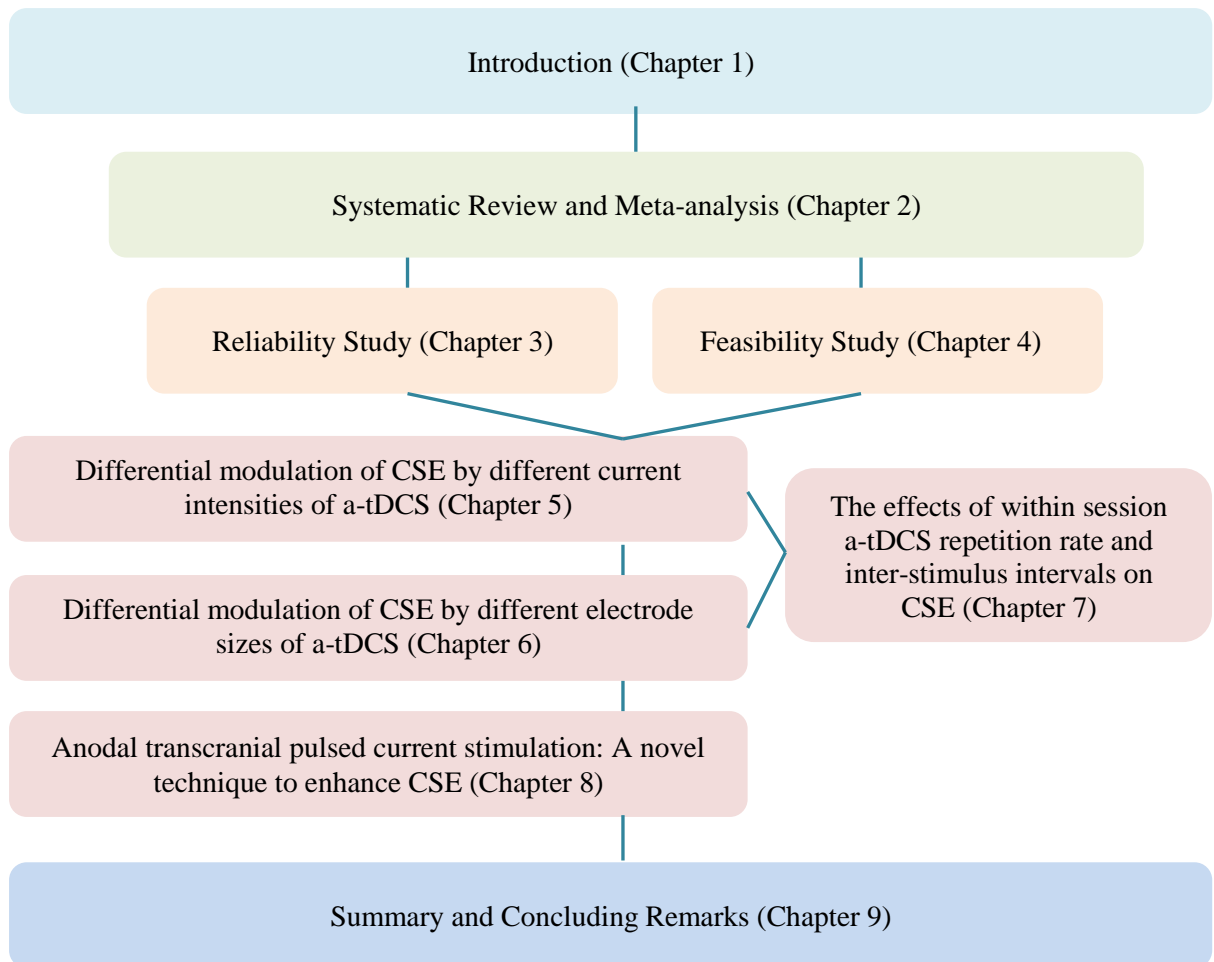 Introduction (Chapter 1)
Systematic Review and Meta-analysis (Chapter 2)
Reliability Study (Chapter 3)
Feasibility Study (Chapter 4)
Differential modulation of CSE by different current
intensities of a-tDCS (Chapter 5)
Differential modulation of CSE by different electrode
sizes of a-tDCS (Chapter 6)
The effects of within session
a-tDCS repetition rate and
inter-stimulus intervals on
CSE (Chapter 7)
Anodal transcranial pulsed current stimulation: A novel
technique to enhance CSE (Chapter 8)
Summary and Concluding Remarks (Chapter 9)